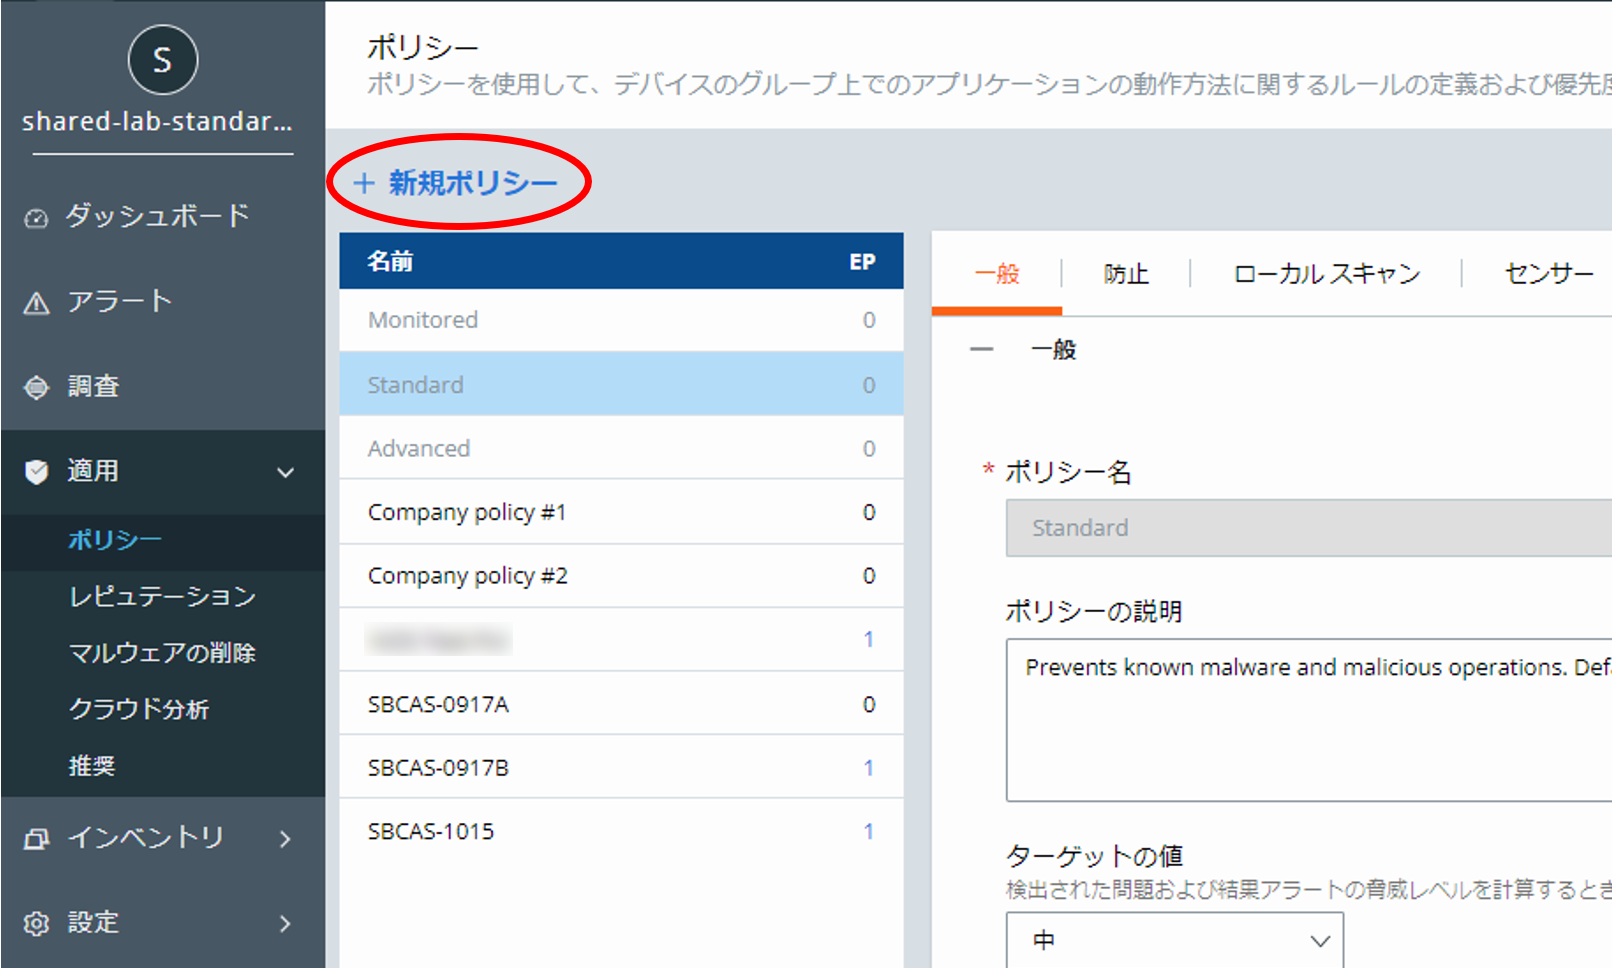 S
shared-lab-standar...
ダッシュボード
アラート
調査
適用
ポリシー
レピュテーション
マルウェアの削除
クラウド分析
推奨
インベントリ
設定
ポリシー
ポリシーを使用して、デバイスのグループ上でのアプリケーションの動作方法に関するルールの定義および優先度
+ 新規ポリシー
名前 EP
Monitored 0
Standard 0
Advanced 0
Company policy #1 0
Company policy #2 0
1
SBCAS-0917A 0
SBCAS-0917B 1
SBCAS-1015 1
一般 防止 ローカル スキャン センサー
一般
* ポリシー名
Standard
ポリシーの説明
Prevents known malware and malicious operations. Def
ターゲットの値
検出された問題および結果アラートの脅威レベルを計算するとき
中